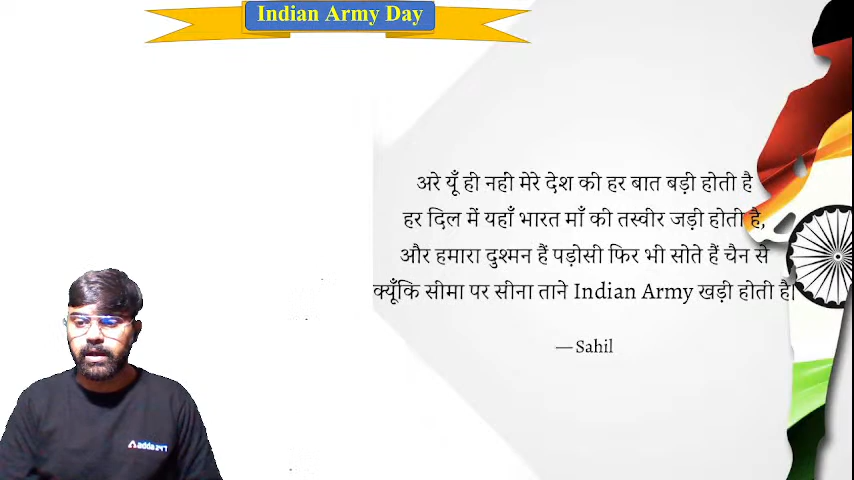 Indian Army Day
अरे यूँ ही नहीं मेरे देश की हर बात बड़ी होती है
हर दिल में यहाँ भारत माँ की तस्वीर जड़ी होती है,
और हमारा दुश्मन हैं पड़ोसी फिर भी सोते हैं चैन से
क्यूँकि सीमा पर सीना ताने Indian Army खड़ी होती है।
— Sahil
adda247